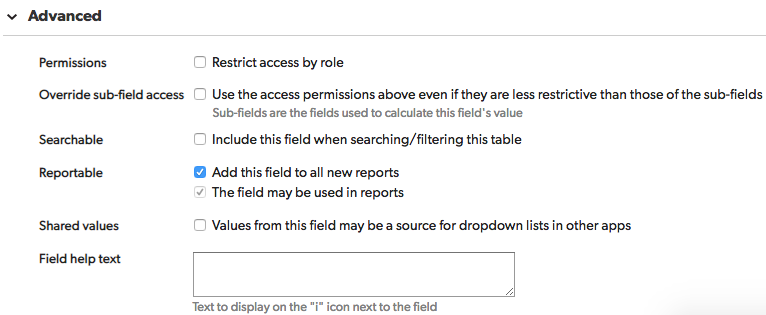 Advanced
Permissions Restrict access by role
Override sub-field access Use the access permissions above even if they are less restrictive than those of the sub-fields
Sub-fields are the fields used to calculate this field's value
Searchable Include this field when searching/filtering this table
Reportable Add this field to all new reports
The field may be used in reports
Shared values Values from this field may be a source for dropdown lists in other apps
Field help text
Text to display on the "i" icon next to the field